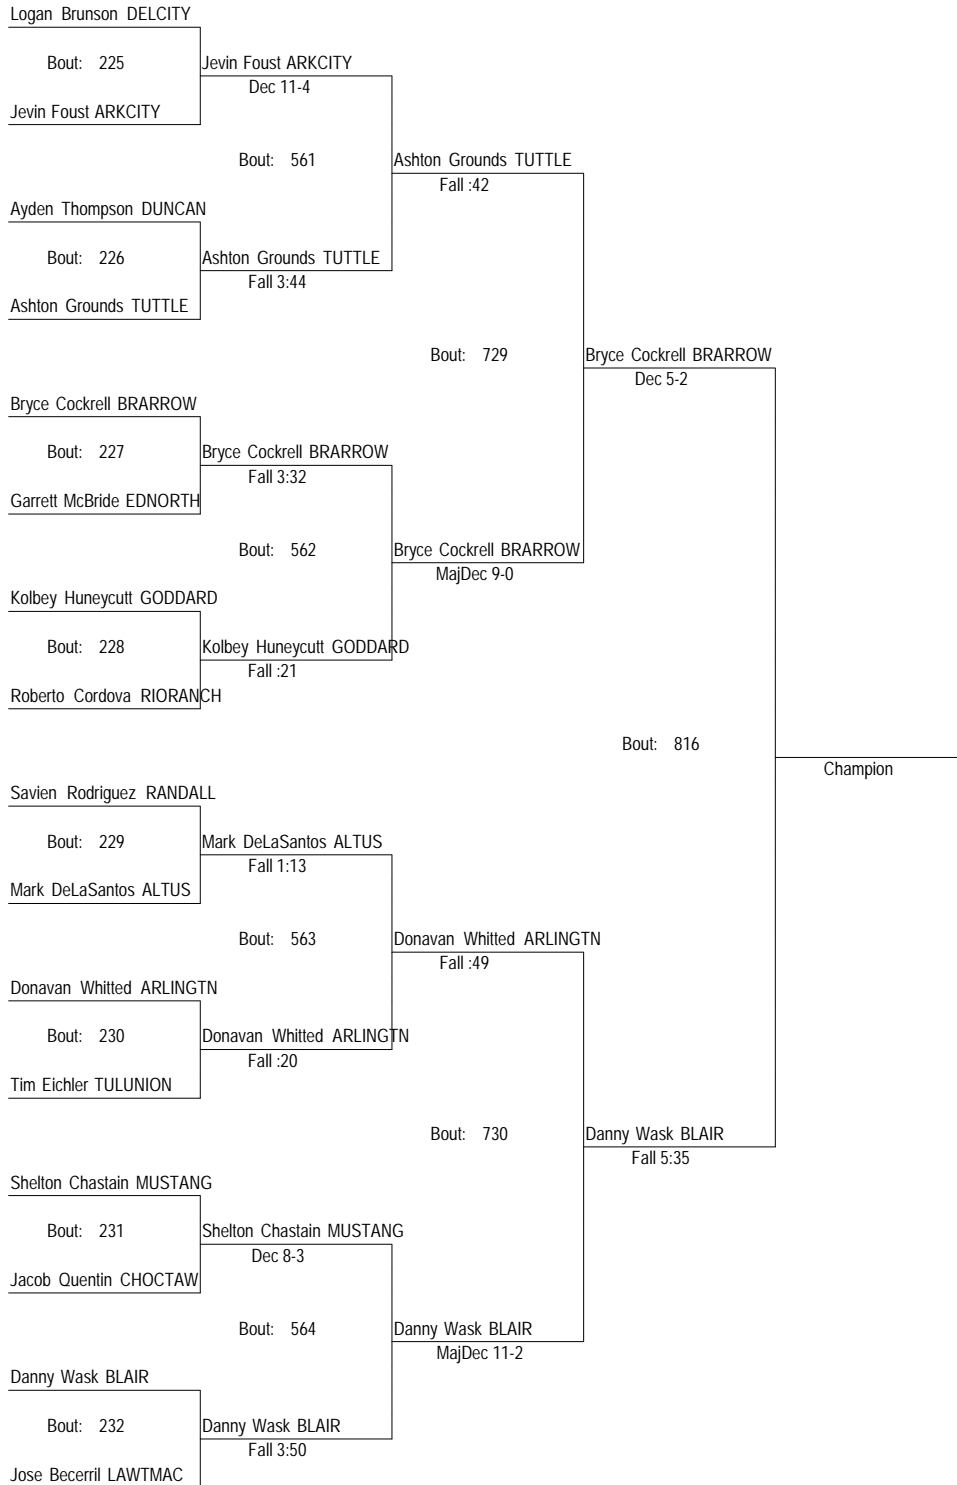 Logan Brunson DELCITY
Bout: 225
Jevin Foust ARKCITY
Dec 11-4
Jevin Foust ARKCITY
Bout: 561
Ashton Grounds TUTTLE
Fall :42
Ayden Thompson DUNCAN
Bout: 226
Ashton Grounds TUTTLE
Fall 3:44
Ashton Grounds TUTTLE
Bout: 729
Bryce Cockrell BRARROW
Dec 5-2
Bryce Cockrell BRARROW
Bout: 227
Bryce Cockrell BRARROW
Fall 3:32
Garrett McBride EDNORTH
Bout: 562
Bryce Cockrell BRARROW
MajDec 9-0
Kolbey Huneycutt GODDARD
Bout: 228
Kolbey Huneycutt GODDARD
Fall :21
Roberto Cordova RIORANCH
Bout: 816
Champion
Savien Rodriguez RANDALL
Bout: 229
Mark DeLaSantos ALTUS
Fall 1:13
Mark DeLaSantos ALTUS
Bout: 563
Donavan Whitted ARLINGTN
Fall :49
Donavan Whitted ARLINGTN
Bout: 230
Donavan Whitted ARLINGTN
Fall :20
Tim Eichler TULUNION
Bout: 730
Danny Wask BLAIR
Fall 5:35
Shelton Chastain MUSTANG
Bout: 231
Shelton Chastain MUSTANG
Dec 8-3
Jacob Quentin CHOCTAW
Bout: 564
Danny Wask BLAIR
MajDec 11-2
Danny Wask BLAIR
Bout: 232
Danny Wask BLAIR
Fall 3:50
Jose Becerril LAWTMAC